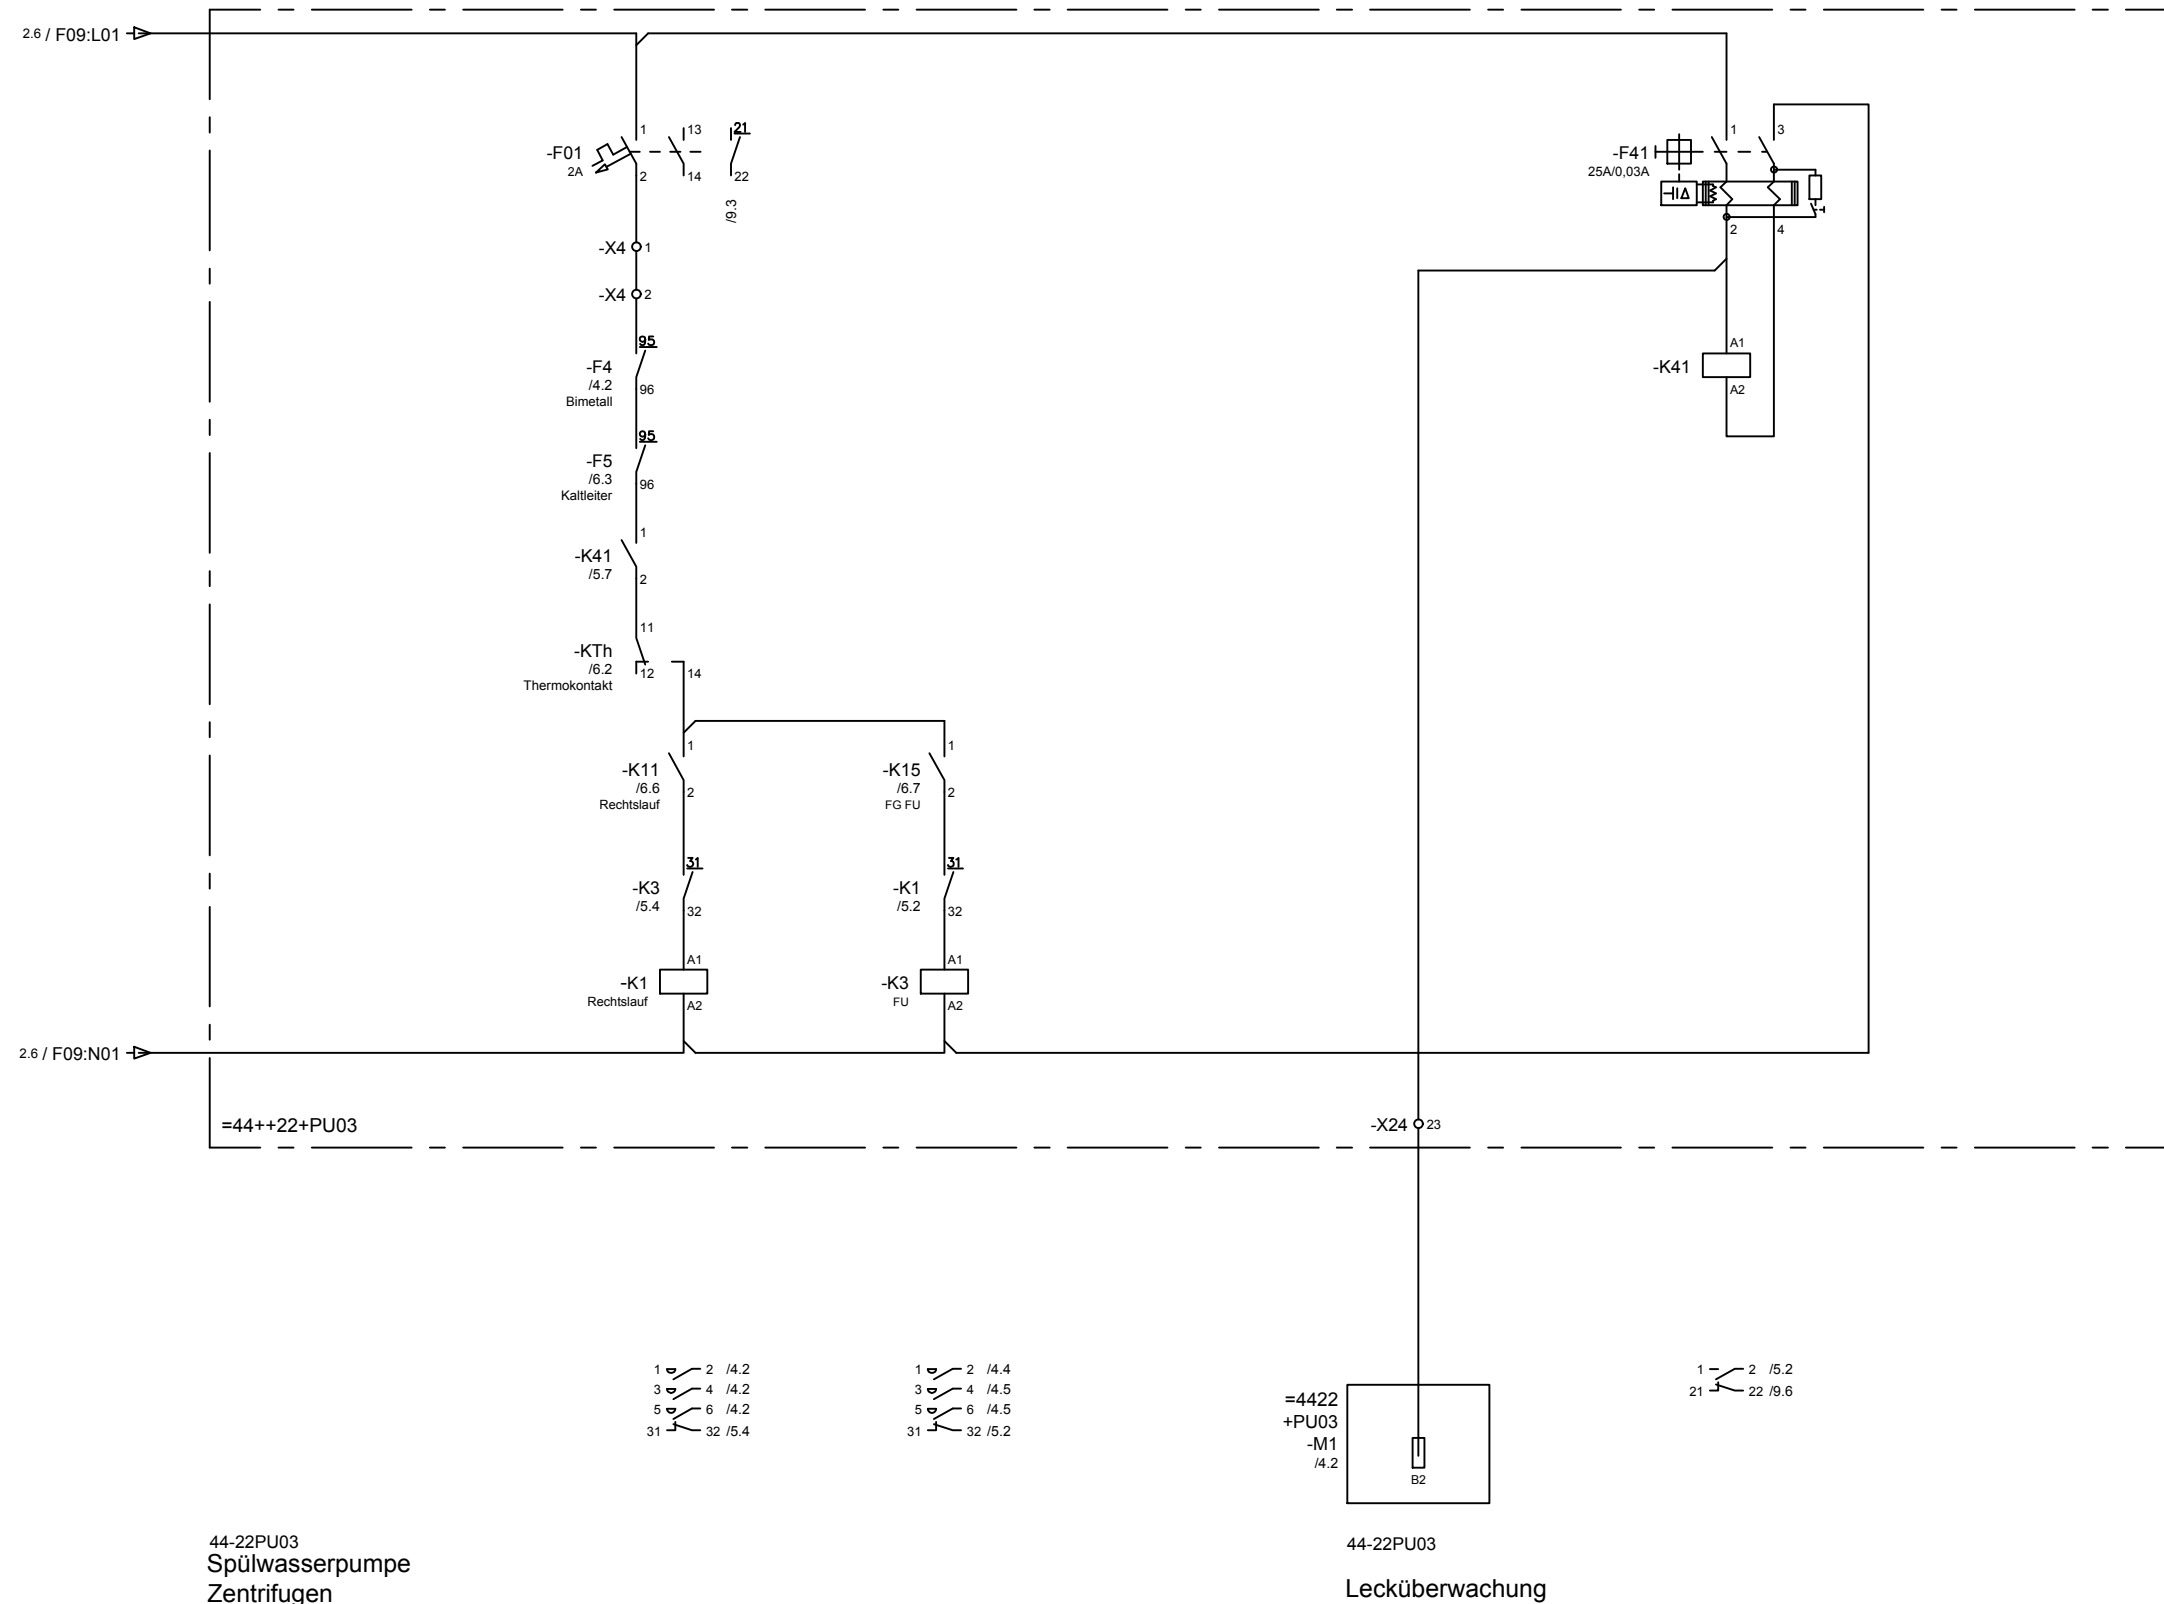 2.6 / F09:L01
1
13
21
-F01
2A
2
14
22
/9.3
1
3
-F41
25A/0,03A
2
4
-X4
1
-X4
2
95
-F4
/4.2
96
Bimetall
A1
-K41
A2
95
-F5
/6.3
96
Kaltleiter
1
-K41
/5.7
2
11
-KTh
/6.2
12
14
Thermokontakt
1
-K11
/6.6
2
Rechtslauf
1
-K15
/6.7
2
FG FU
31
-K3
/5.4
32
31
-K1
/5.2
32
A1
-K1
Rechtslauf
A2
A1
-K3
FU
A2
2.6 / F09:N01
=44++22+PU03
-X24
23
1 2 /4.2
3 4 /4.2
5 6 /4.2
31 32 /5.4
1 2 /4.4
3 4 /4.5
5 6 /4.5
31 32 /5.2
1 2 /5.2
21 22 /9.6
=4422
+PU03
-M1
/4.2
B2
44-22PU03
Spülwasserpumpe
Zentrifugen
44-22PU03
Lecküberwachung